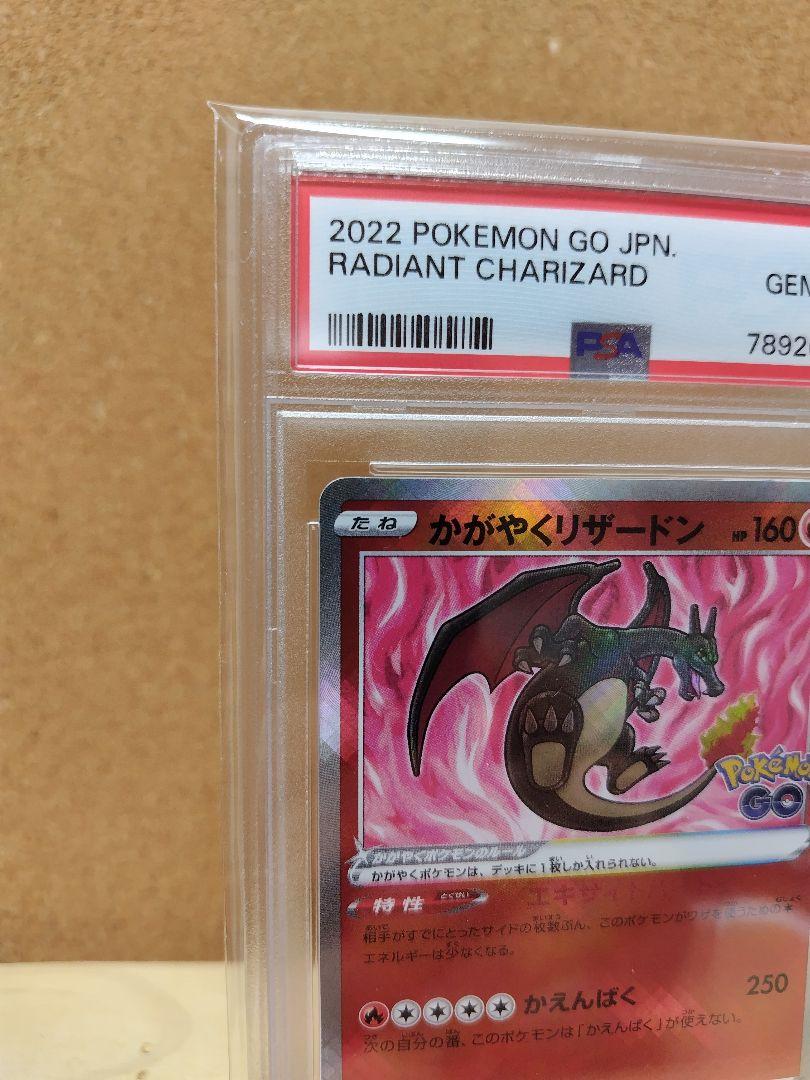 2022 POKEMON GO JPN.
RADIANT CHARIZARD
GEM
7892
PSA
たね かがやくリザードン HP 160
Pokémon
GO
かがやくポケモンのルール
かがやくポケモンは、デッキに1枚しか入れられない。
特性 エキサイト
相手がすでにとったサイドの枚数ぶん、このポケモンがワザを使うための
エネルギーは少なくなる。
かえんばく 250
次の自分の番、このポケモンは「かえんばく」が使えない。